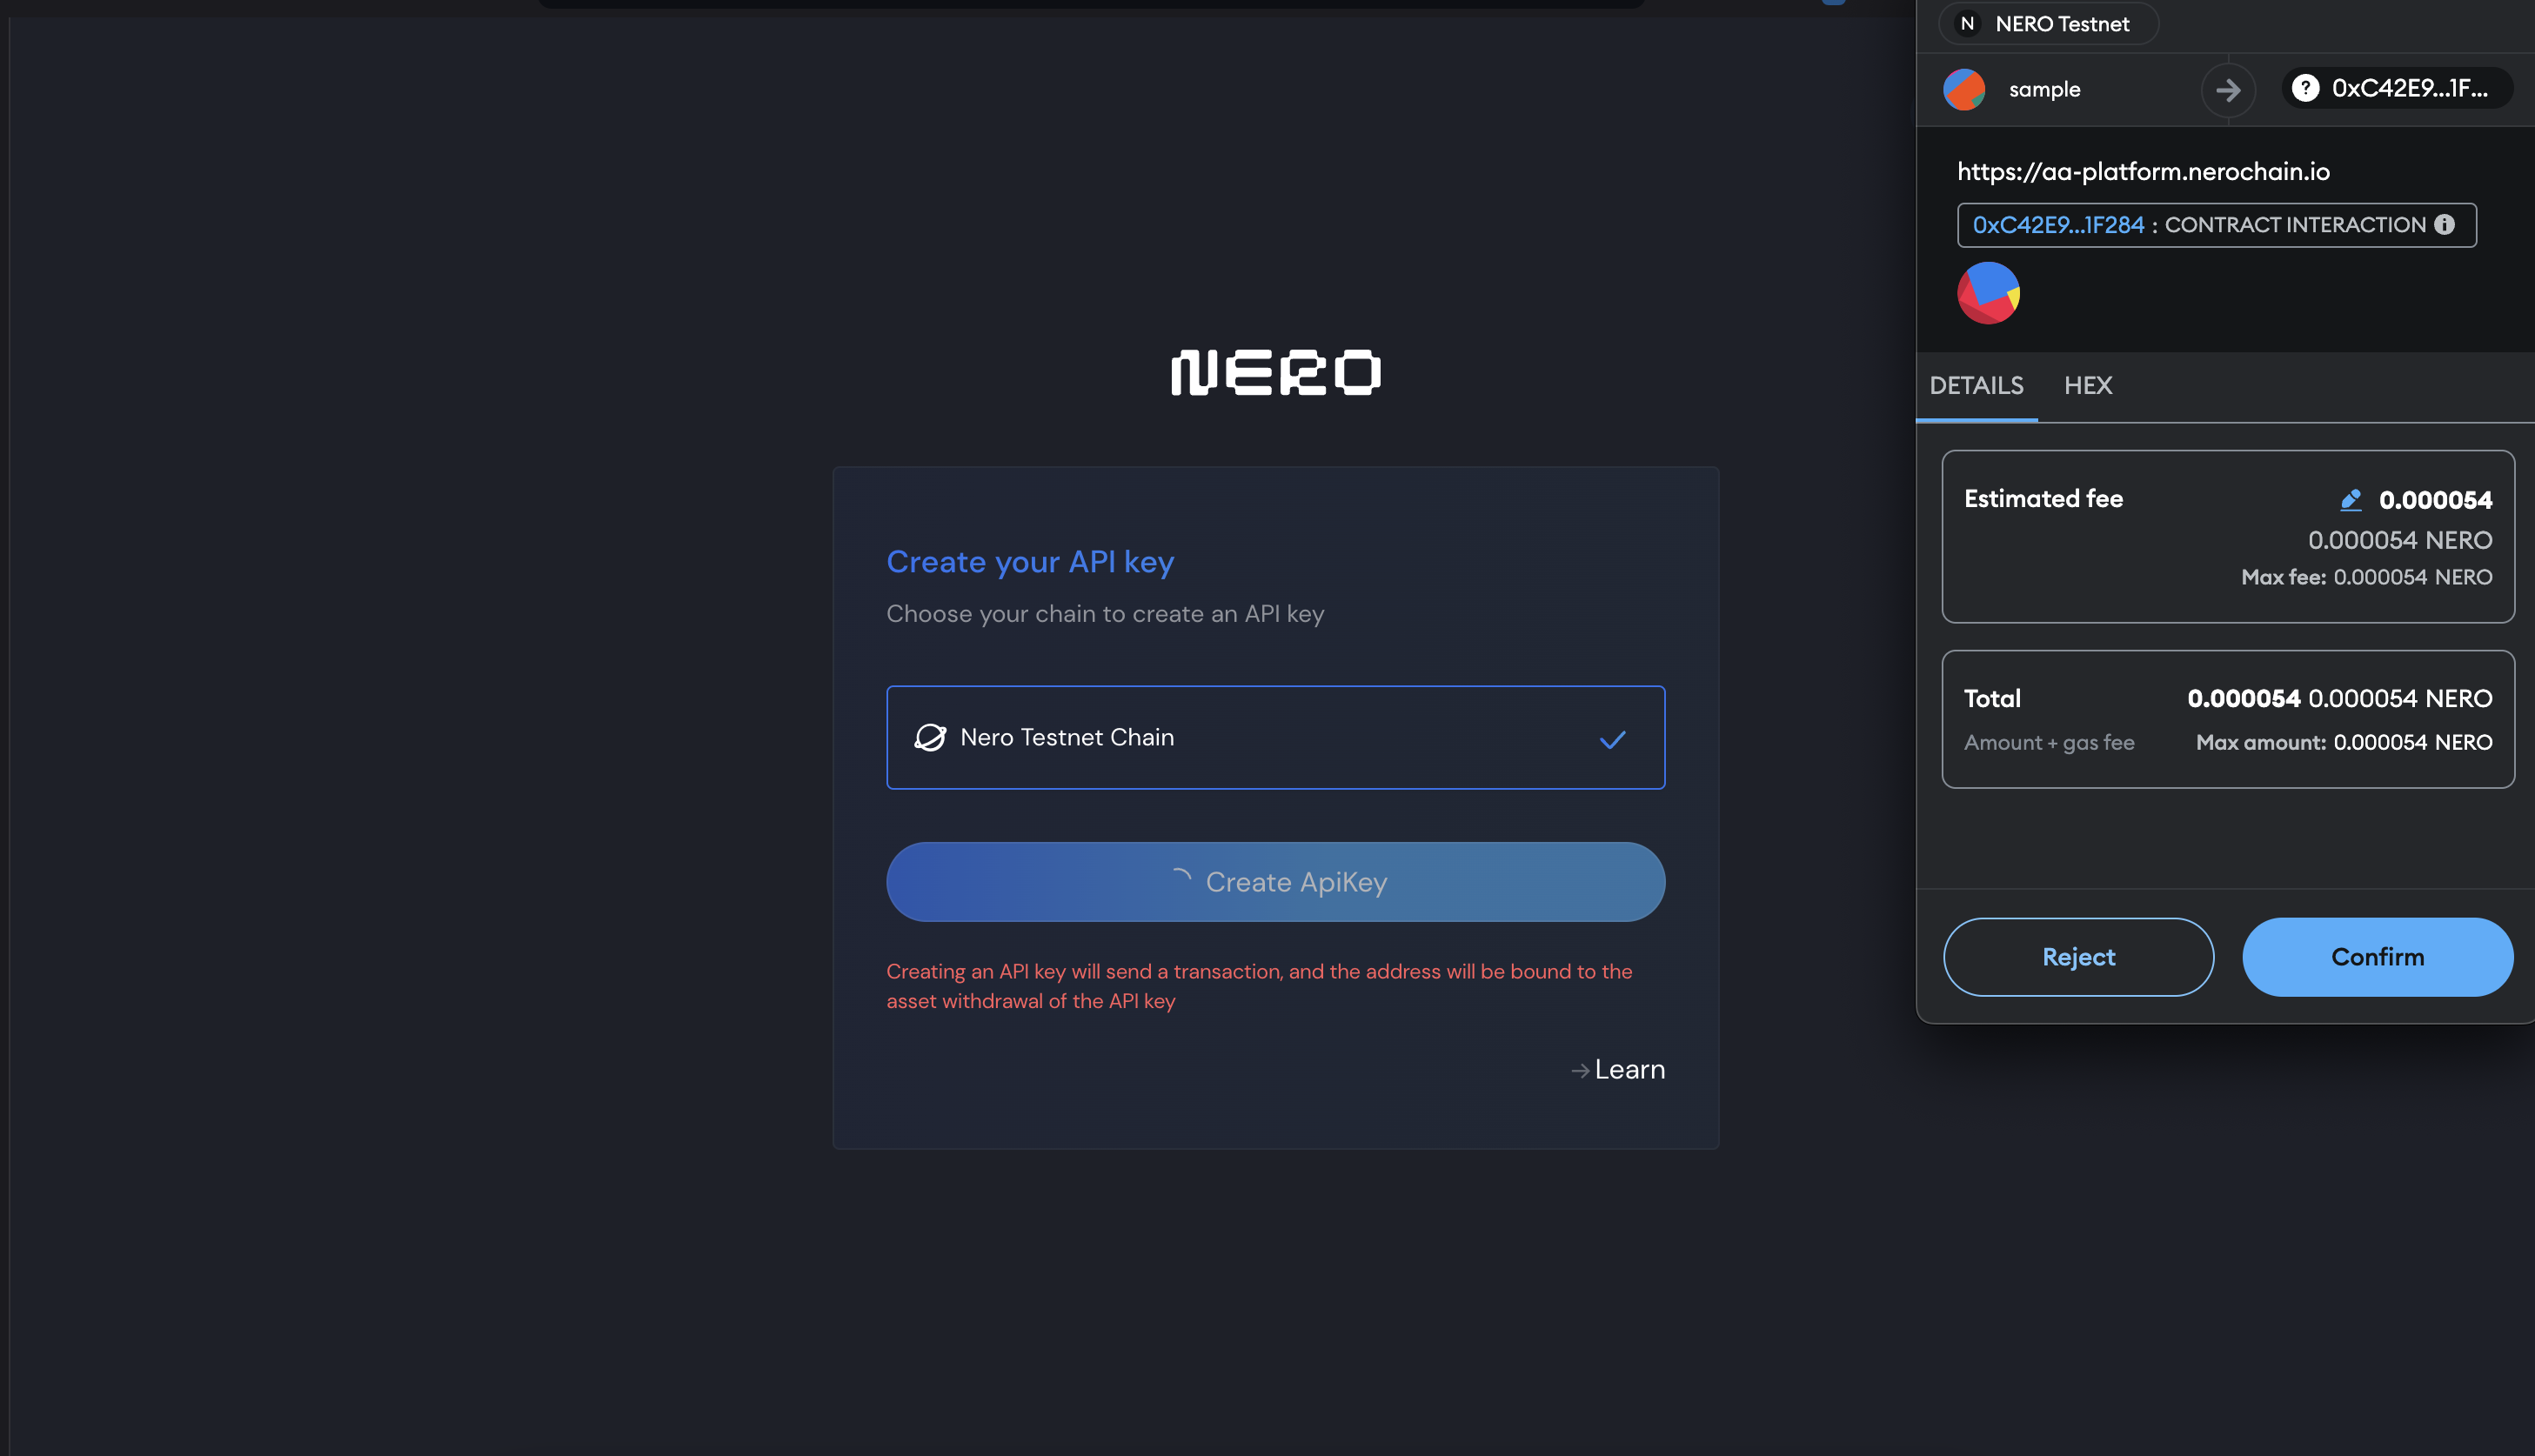 NERO
Create your API key
Choose your chain to create an API key
Nero Testnet Chain
Create ApiKey
Creating an API key will send a transaction, and the address will be bound to the
asset withdrawal of the API key
→ Learn
N NERO Testnet
sample
? 0xC42E9...1F...
https://aa-platform.nerochain.io
0xC42E9...1F284 : CONTRACT INTERACTION
DETAILS HEX
Estimated fee 0.000054
0.000054 NERO
Max fee: 0.000054 NERO
Total 0.000054 0.000054 NERO
Amount + gas fee Max amount: 0.000054 NERO
Reject Confirm